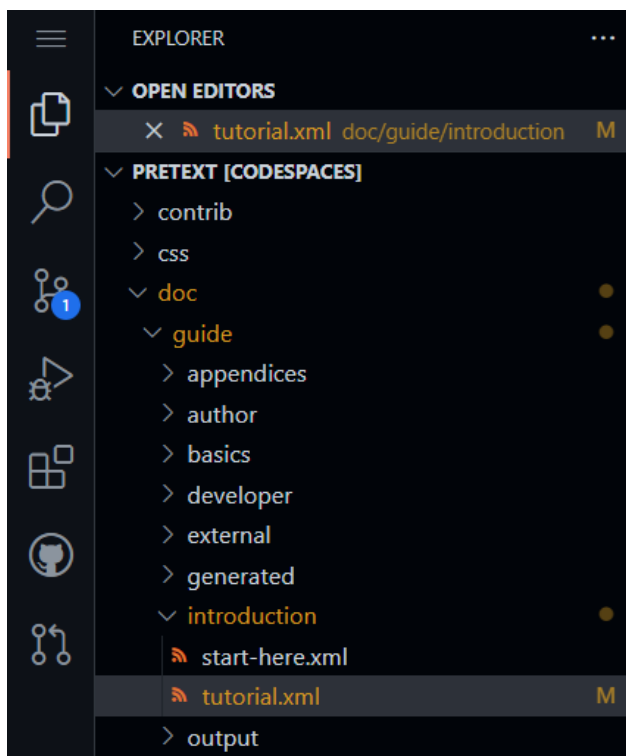 EXPLORER ...
OPEN EDITORS
tutorial.xml doc/guide/introduction M
PRETEXT [CODESPACES]
contrib
css
doc
guide
1
appendices
author
basics
developer
external
generated
introduction
start-here.xml
tutorial.xml M
output